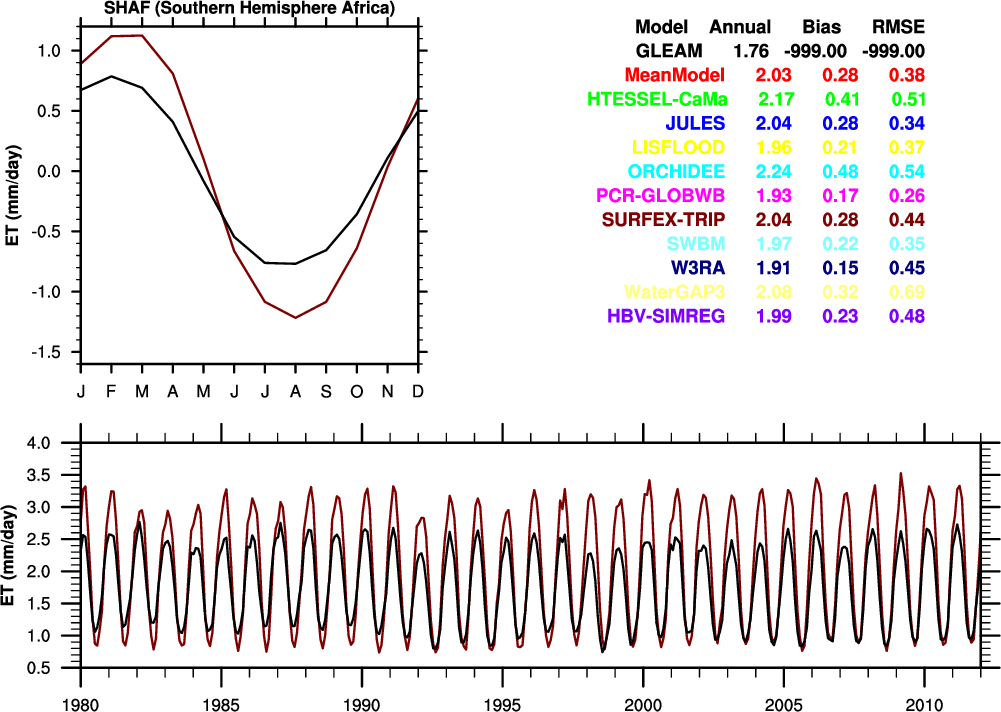 SHAF (Southern Hemisphere Africa)
Model Annual Bias RMSE
GLEAM 1.76 -999.00 -999.00
MeanModel 2.03 0.28 0.38
HTESSEL-CaMa 2.17 0.41 0.51
JULES 2.04 0.28 0.34
LISFLOOD 1.96 0.21 0.37
ORCHIDEE 2.24 0.48 0.54
PCR-GLOBWB 1.93 0.17 0.26
SURFEX-TRIP 2.04 0.28 0.44
SWBM 1.97 0.22 0.35
W3RA 1.91 0.15 0.45
WaterGAP3 2.08 0.32 0.69
HBV-SIMREG 1.99 0.23 0.48
ET (mm/day)
1.0
0.5
0.0
-0.5
-1.0
-1.5
J F M A M J J A S O N D
ET (mm/day)
4.0
3.5
3.0
2.5
2.0
1.5
1.0
0.5
1980 1985 1990 1995 2000 2005 2010